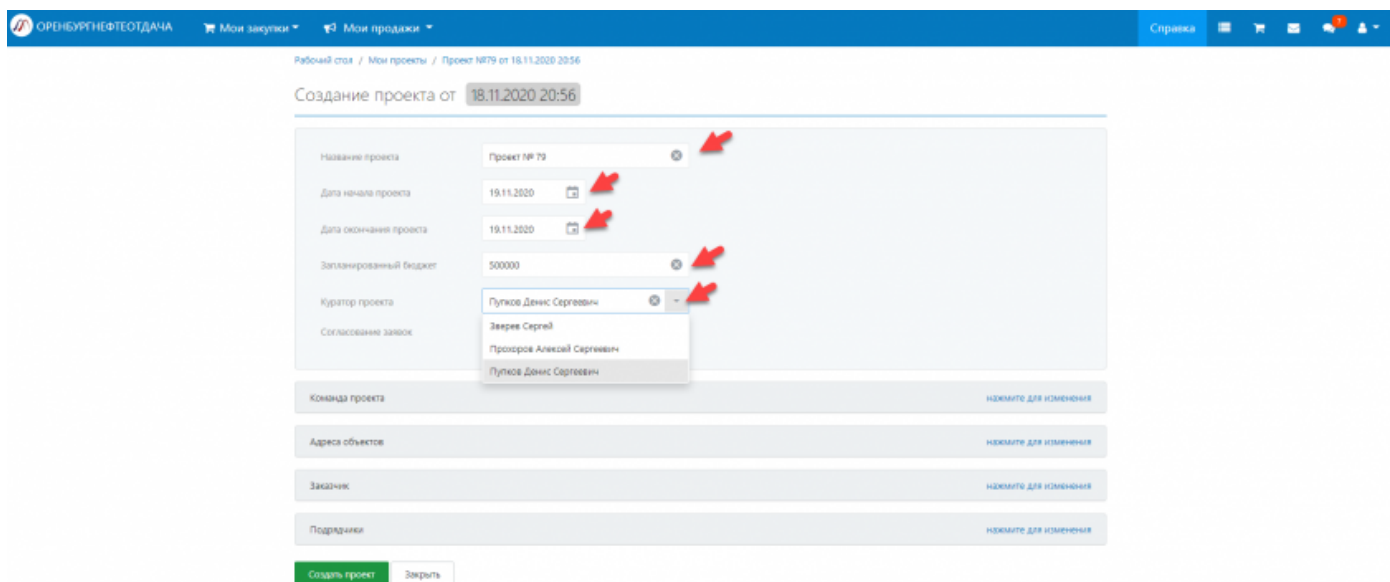 ОРЕНБУРГНЕФТЕОТДАЧА Мои закупки Мои продажи Справка
Рабочий стол / Мои проекты / Проект №79 от 18.11.2020 20:56
Создание проекта от 18.11.2020 20:56
Название проекта Проект № 79
Дата начала проекта 19.11.2020
Дата окончания проекта 19.11.2020
Запланированный бюджет 500000
Куратор проекта Пупков Денис Сергеевич
Зверев Сергей
Согласование заявок
Прохоров Алексей Сергеевич
Пупков Денис Сергеевич
Команда проекта нажмите для изменения
Адреса объектов нажмите для изменения
Заказчик нажмите для изменения
Подрядчики нажмите для изменения
Создать проект Закрыть